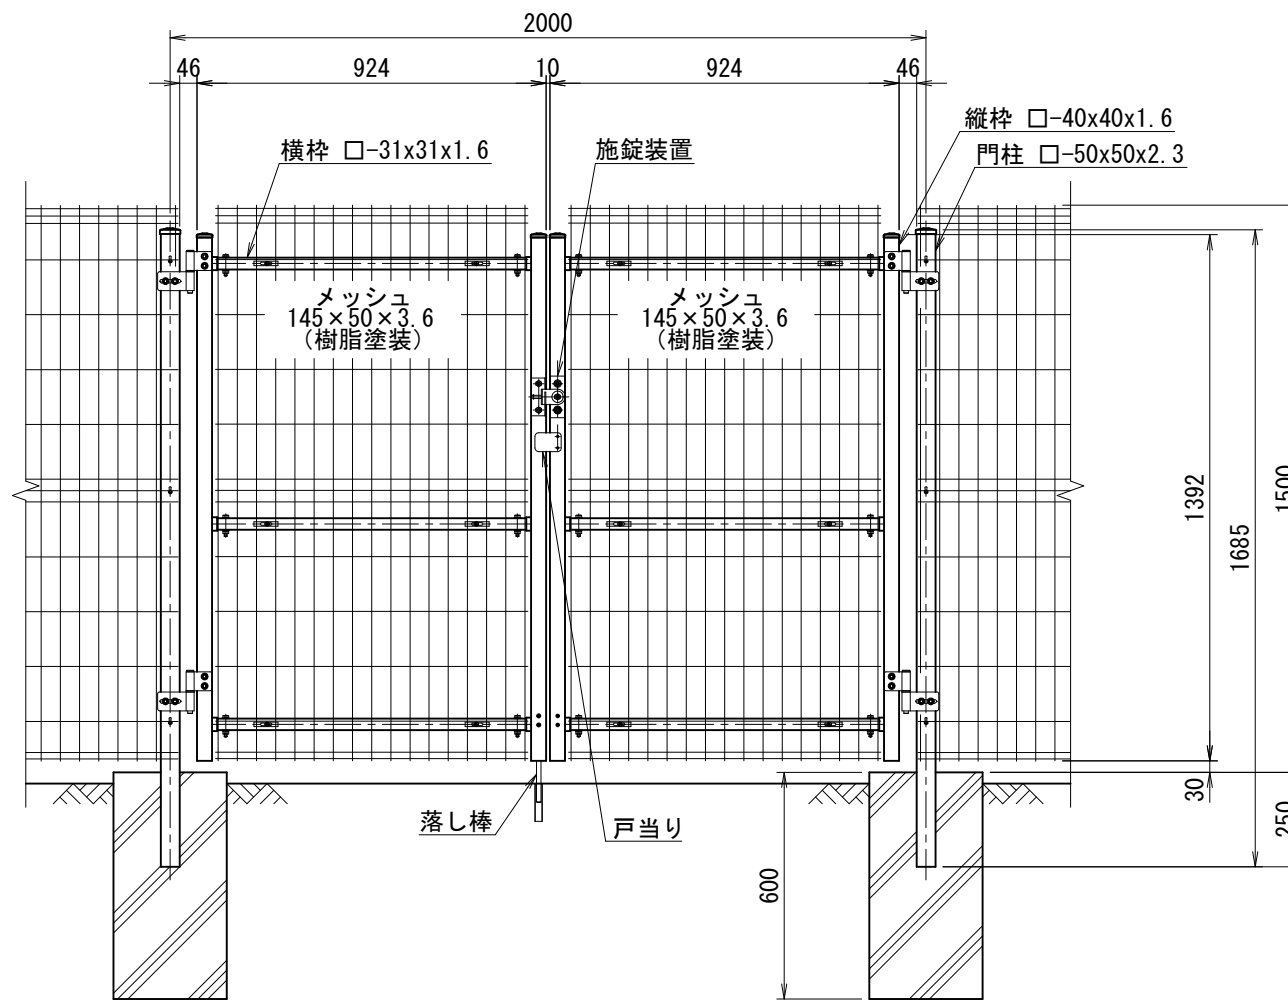 2000
46 924 10 924 46
縦枠 □-40x40x1.6
横枠 □-31x31x1.6
施錠装置
門柱 □-50x50x2.3
メッシュ
145×50×3.6
(樹脂塗装)
メッシュ
145×50×3.6
(樹脂塗装)
1392
1685
1500
30
250
落し棒
戸当り
600